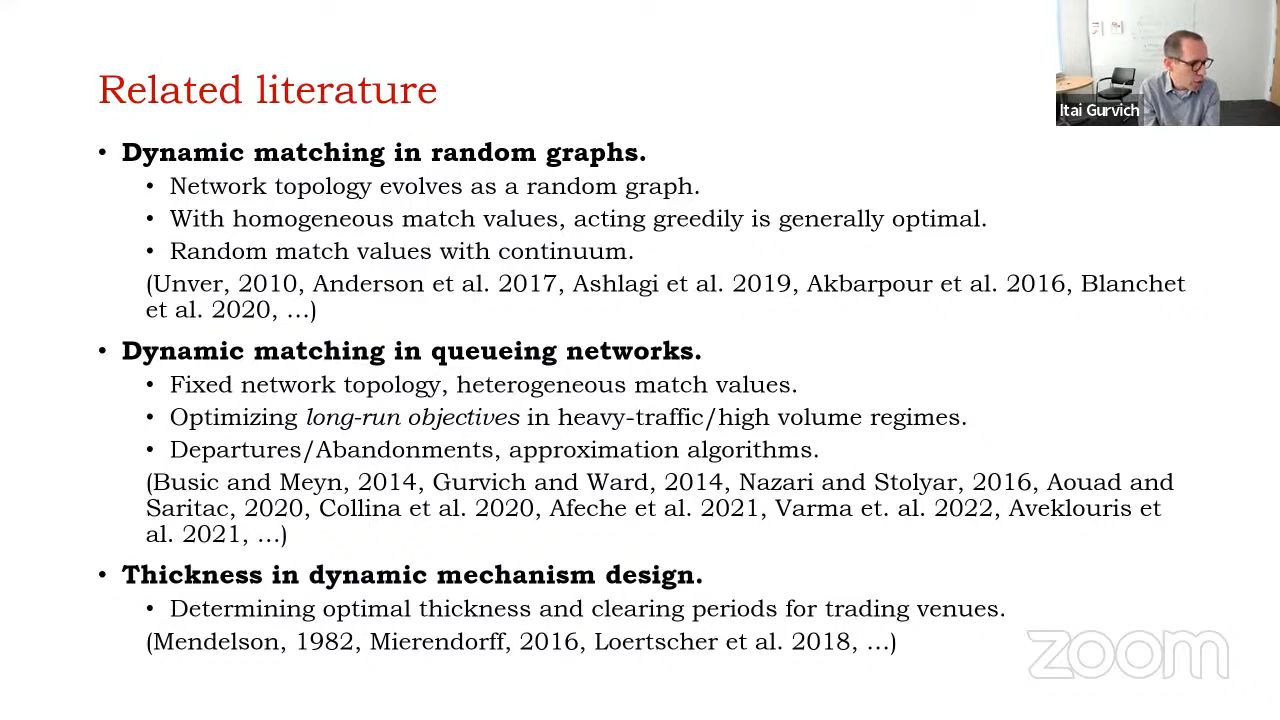 Related literature
Itai Gurvich
• Dynamic matching in random graphs.
• Network topology evolves as a random graph.
• With homogeneous match values, acting greedily is generally optimal.
• Random match values with continuum.
(Unver, 2010, Anderson et al. 2017, Ashlagi et al. 2019, Akbarpour et al. 2016, Blanchet
et al. 2020, …)
• Dynamic matching in queueing networks.
• Fixed network topology, heterogeneous match values.
• Optimizing long-run objectives in heavy-traffic/high volume regimes.
• Departures/Abandonments, approximation algorithms.
(Busic and Meyn, 2014, Gurvich and Ward, 2014, Nazari and Stolyar, 2016, Aouad and
Saritac, 2020, Collina et al. 2020, Afeche et al. 2021, Varma et. al. 2022, Aveklouris et
al. 2021, …)
• Thickness in dynamic mechanism design.
• Determining optimal thickness and clearing periods for trading venues.
(Mendelson, 1982, Mierendorff, 2016, Loertscher et al. 2018, …)
zoom